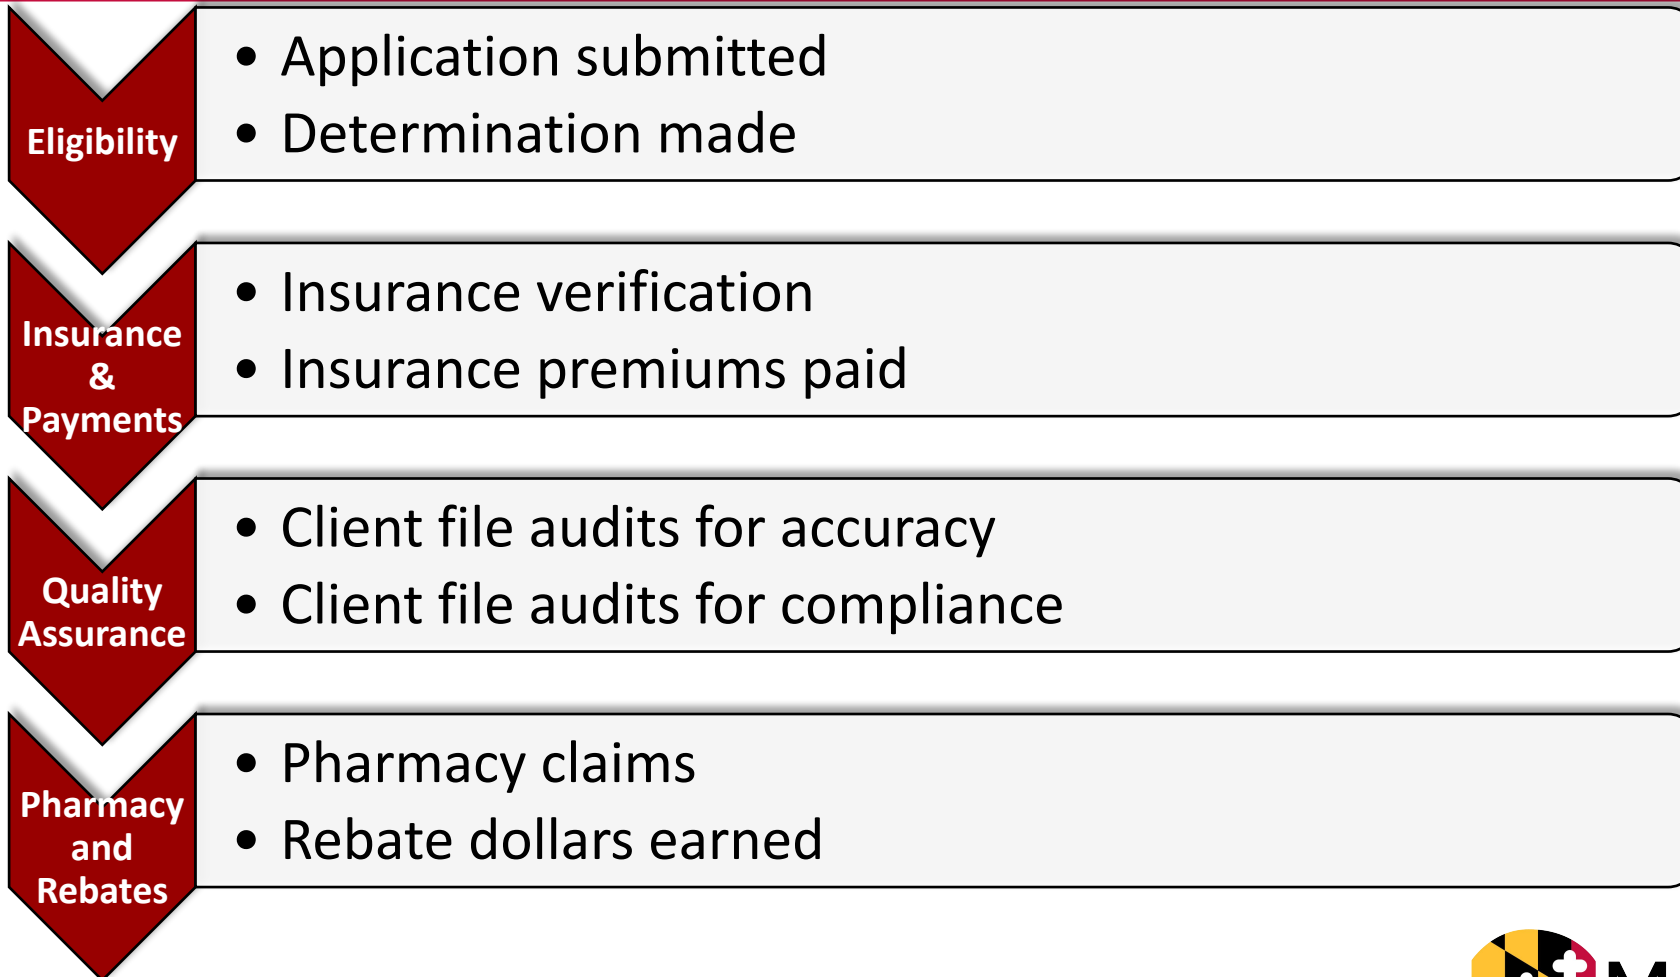 Eligibility
• Application submitted
• Determination made
Insurance
&
Payments
• Insurance verification
• Insurance premiums paid
Quality
Assurance
• Client file audits for accuracy
• Client file audits for compliance
Pharmacy
and
Rebates
• Pharmacy claims
• Rebate dollars earned